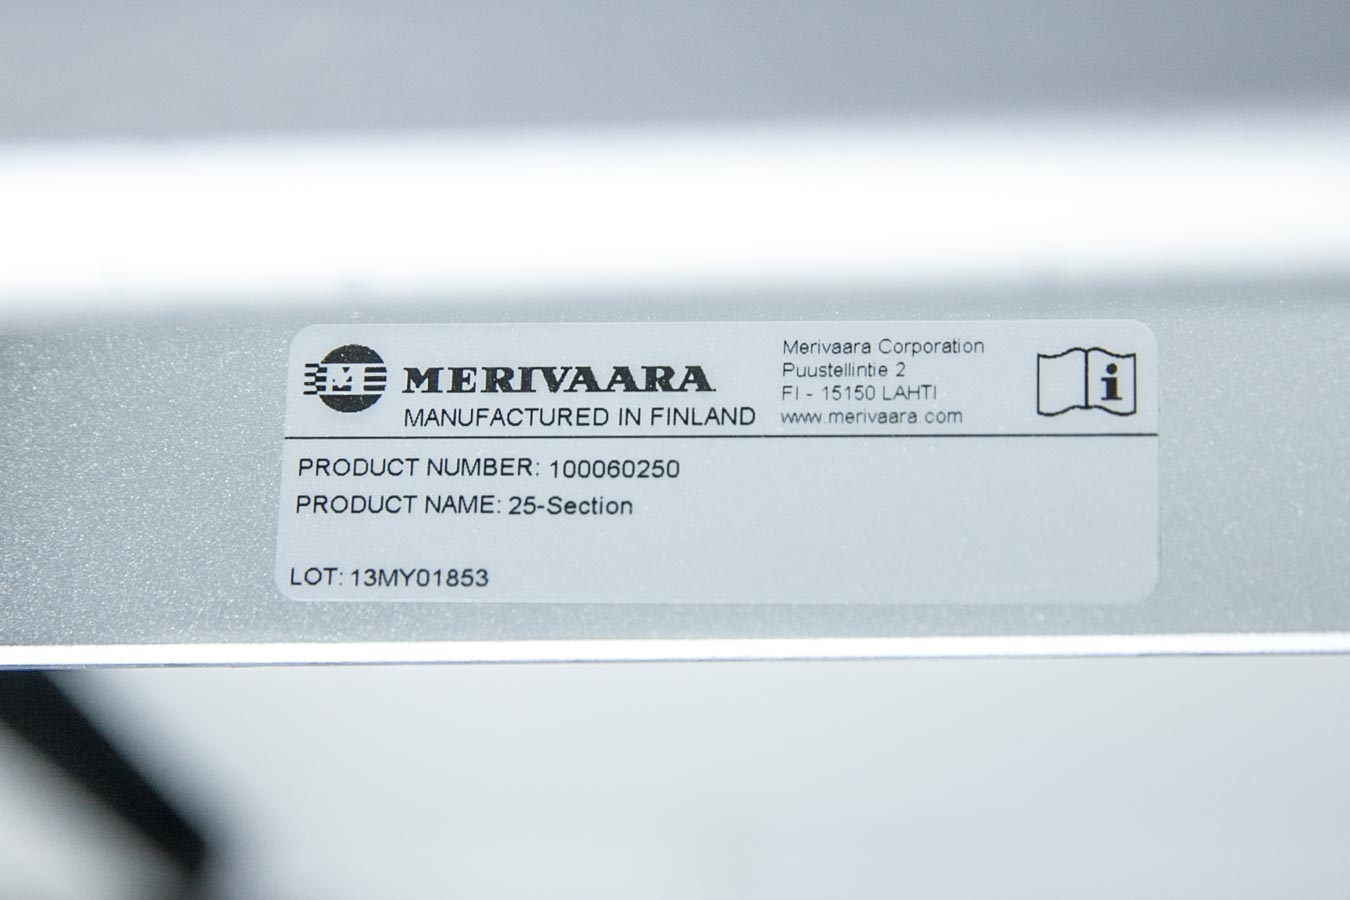 M MERIVAARA
MANUFACTURED IN FINLAND
Merivaara Corporation
Puustellintie 2
FI - 15150 LAHTI
www.merivaara.com
i
PRODUCT NUMBER: 100060250
PRODUCT NAME: 25-Section
LOT: 13MY01853